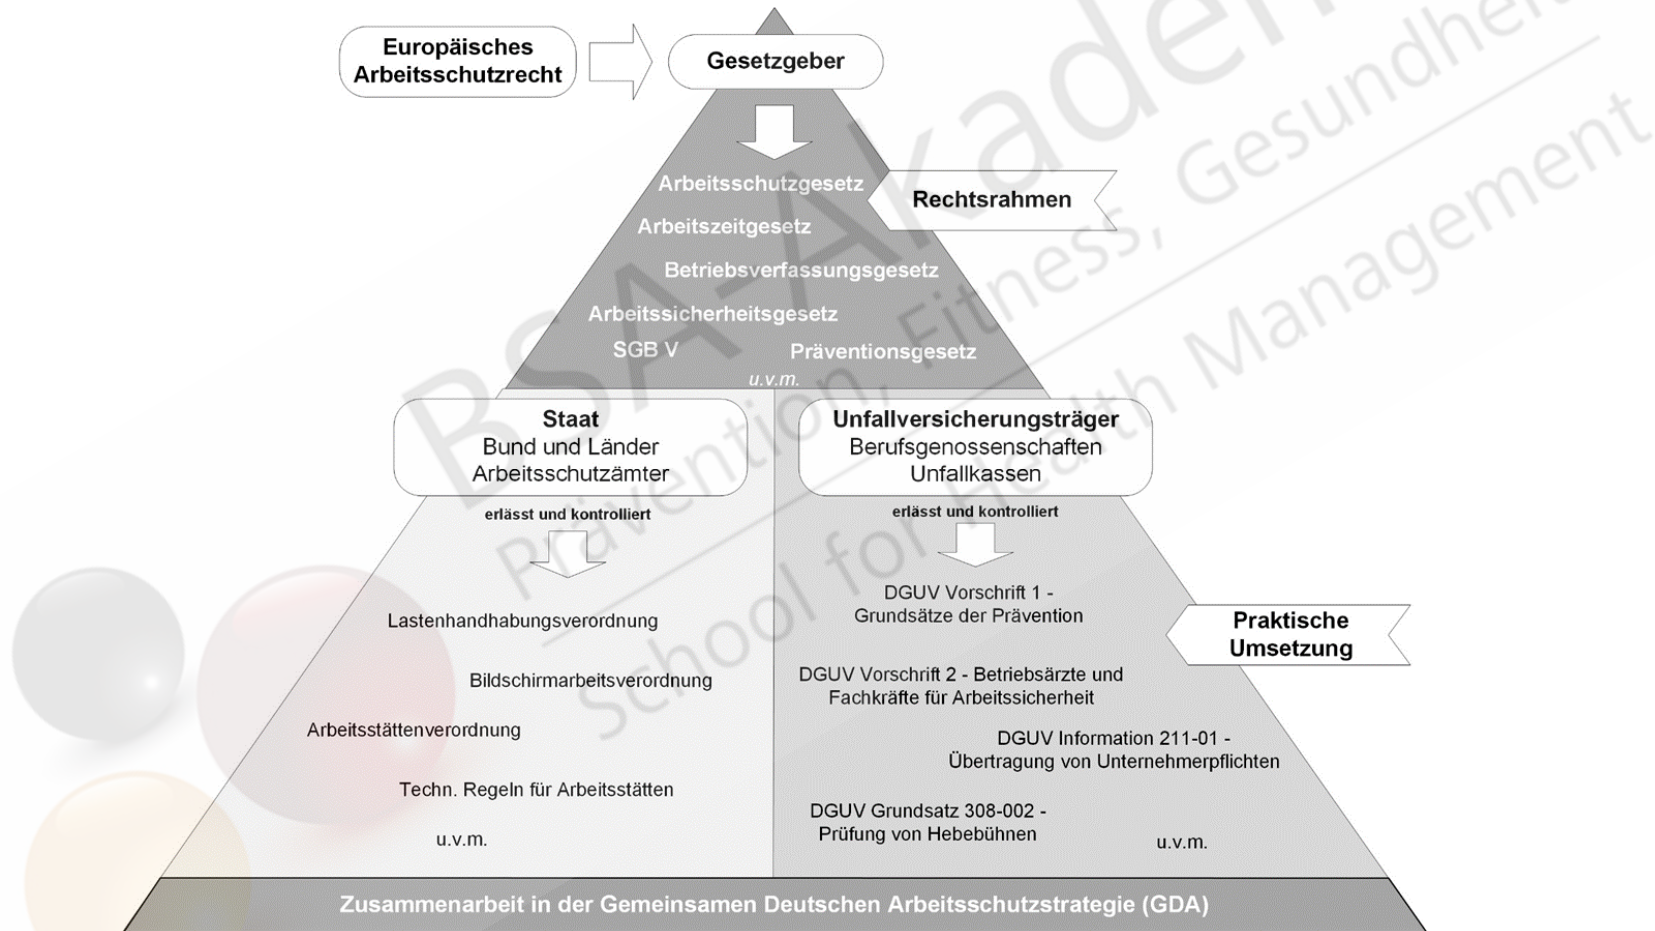 Europäisches
Arbeitsschutzrecht
Gesetzgeber
Arbeitsschutzgesetz
Rechtsrahmen
Arbeitszeitgesetz
Betriebsverfassungsgesetz
Arbeitssicherheitsgesetz
SGB V
Präventionsgesetz
u.v.m.
Staat
Bund und Länder
Arbeitsschutzämter
erlässt und kontrolliert
Lastenhandhabungsverordnung
Bildschirmarbeitsverordnung
Arbeitsstättenverordnung
Techn. Regeln für Arbeitsstätten
u.v.m.
Unfallversicherungsträger
Berufsgenossenschaften
Unfallkassen
erlässt und kontrolliert
DGUV Vorschrift 1 -
Grundsätze der Prävention
DGUV Vorschrift 2 - Betriebsärzte und
Fachkräfte für Arbeitssicherheit
DGUV Information 211-01 -
Übertragung von Unternehmerpflichten
DGUV Grundsatz 308-002 -
Prüfung von Hebebühnen
u.v.m.
Praktische
Umsetzung
Zusammenarbeit in der Gemeinsamen Deutschen Arbeitsschutzstrategie (GDA)
Prävention, Fitness, Gesundheit
School for Health Management